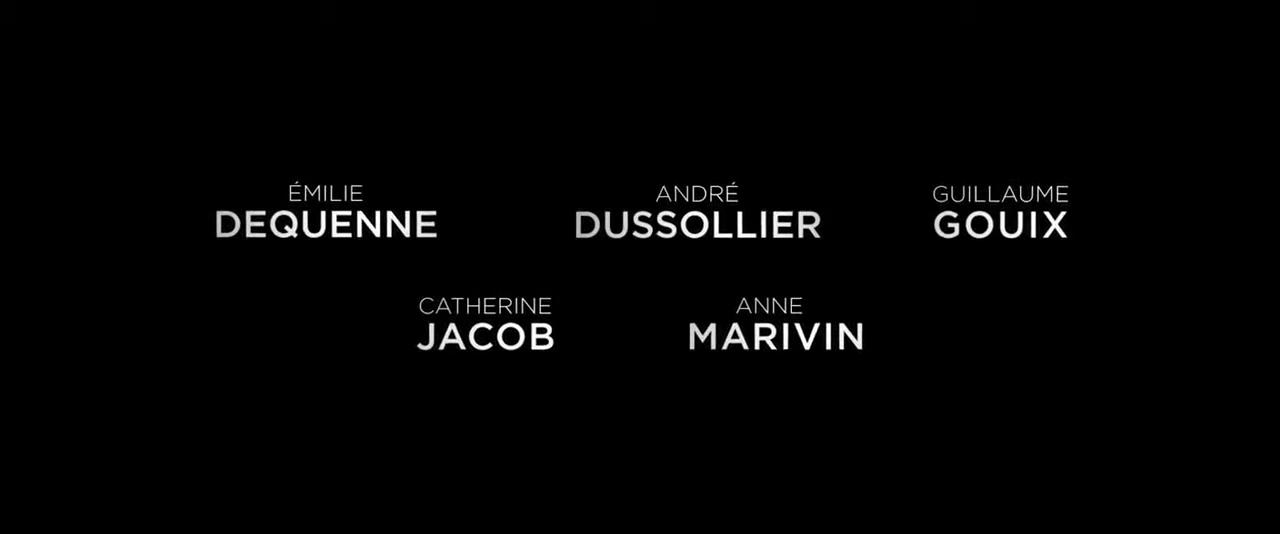 ÉMILIE ANDRÉ GUILLAUME
DEQUENNE DUSSOLLIER GOUIX
CATHERINE ANNE
JACOB MARIVIN